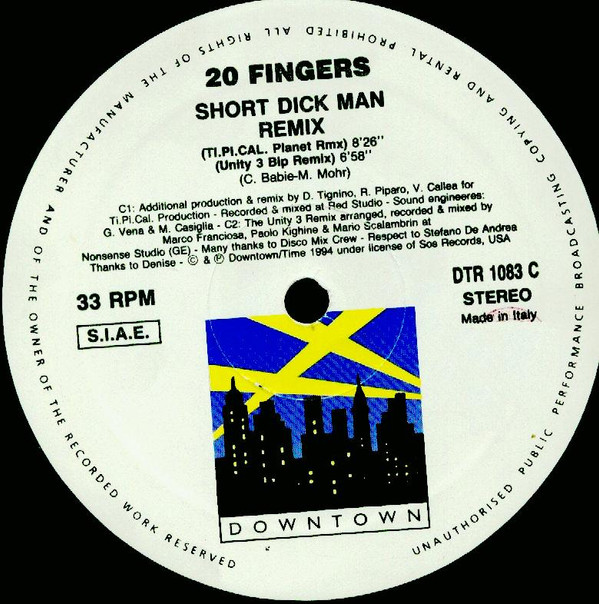 ALL RIGHTS OF THE MANUFACTURER AND OF THE OWNER OF THE RECORDED WORK RESERVED
UNAUTHORISED PUBLIC PERFORMANCE BROADCASTING COPYING AND RENTAL PROHIBITED
20 FINGERS
SHORT DICK MAN
REMIX
(TI.PI.CAL. Planet Rmx) 8'26''
(Unity 3 Bip Remix) 6'58''
(C. Babie-M. Mohr)
C1: Additional production & remix by D. Tignino, R. Piparo, V. Callea for
Ti.Pi.Cal. Production - Recorded & mixed at Red Studio - Sound engineeres:
G. Vena & M. Casiglia - C2: The Unity 3 Remix arranged, recorded & mixed by
Marco Franciosa, Paolo Kighine & Mario Scalambrin at
Nonsense Studio (GE) - Many thanks to Disco Mix Crew - Respect to Stefano De Andrea
Thanks to Denise - © & ℗ Downtown/Time 1994 under license of Sos Records, USA
33 RPM
S.I.A.E.
DTR 1083 C
STEREO
Made in Italy
DOWNTOWN